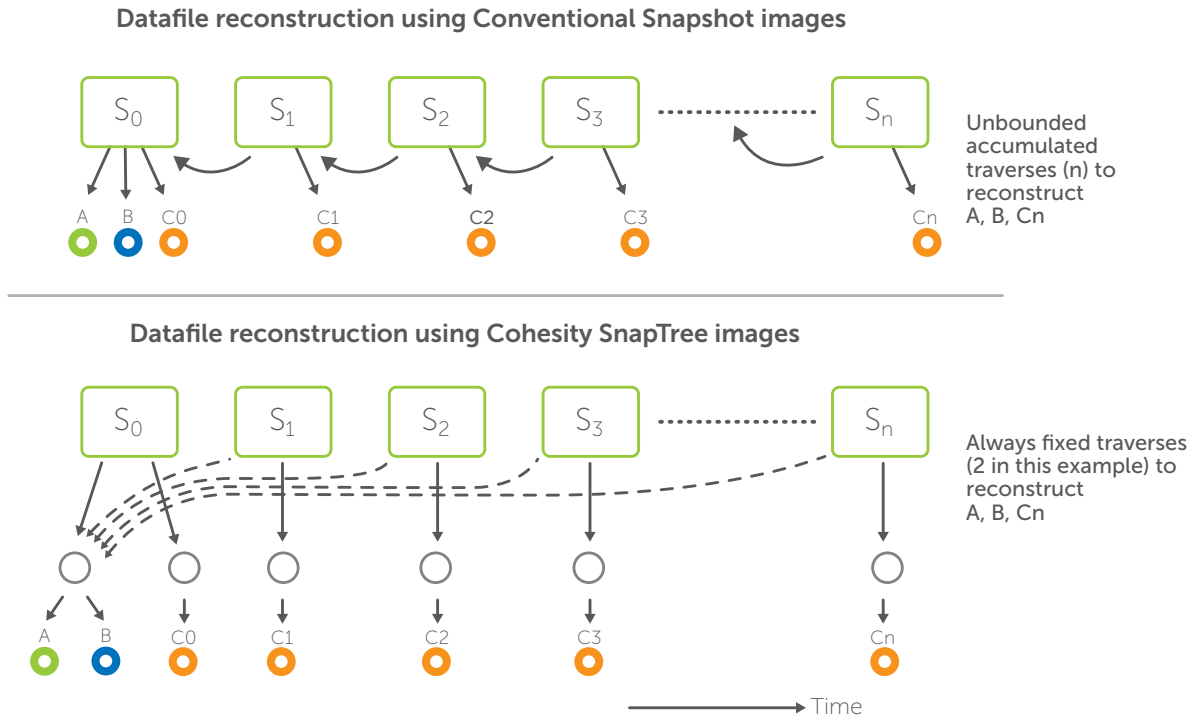 Datafile reconstruction using Conventional Snapshot images
S₀ S₁ S₂ S₃ Sₙ
Unbounded
accumulated
traverses (n) to
reconstruct
A, B, Cn
A B C0 C1 C2 C3 Cn
Datafile reconstruction using Cohesity SnapTree images
S₀ S₁ S₂ S₃ Sₙ
Always fixed traverses
(2 in this example) to
reconstruct
A, B, Cn
A B C0 C1 C2 C3 Cn
Time